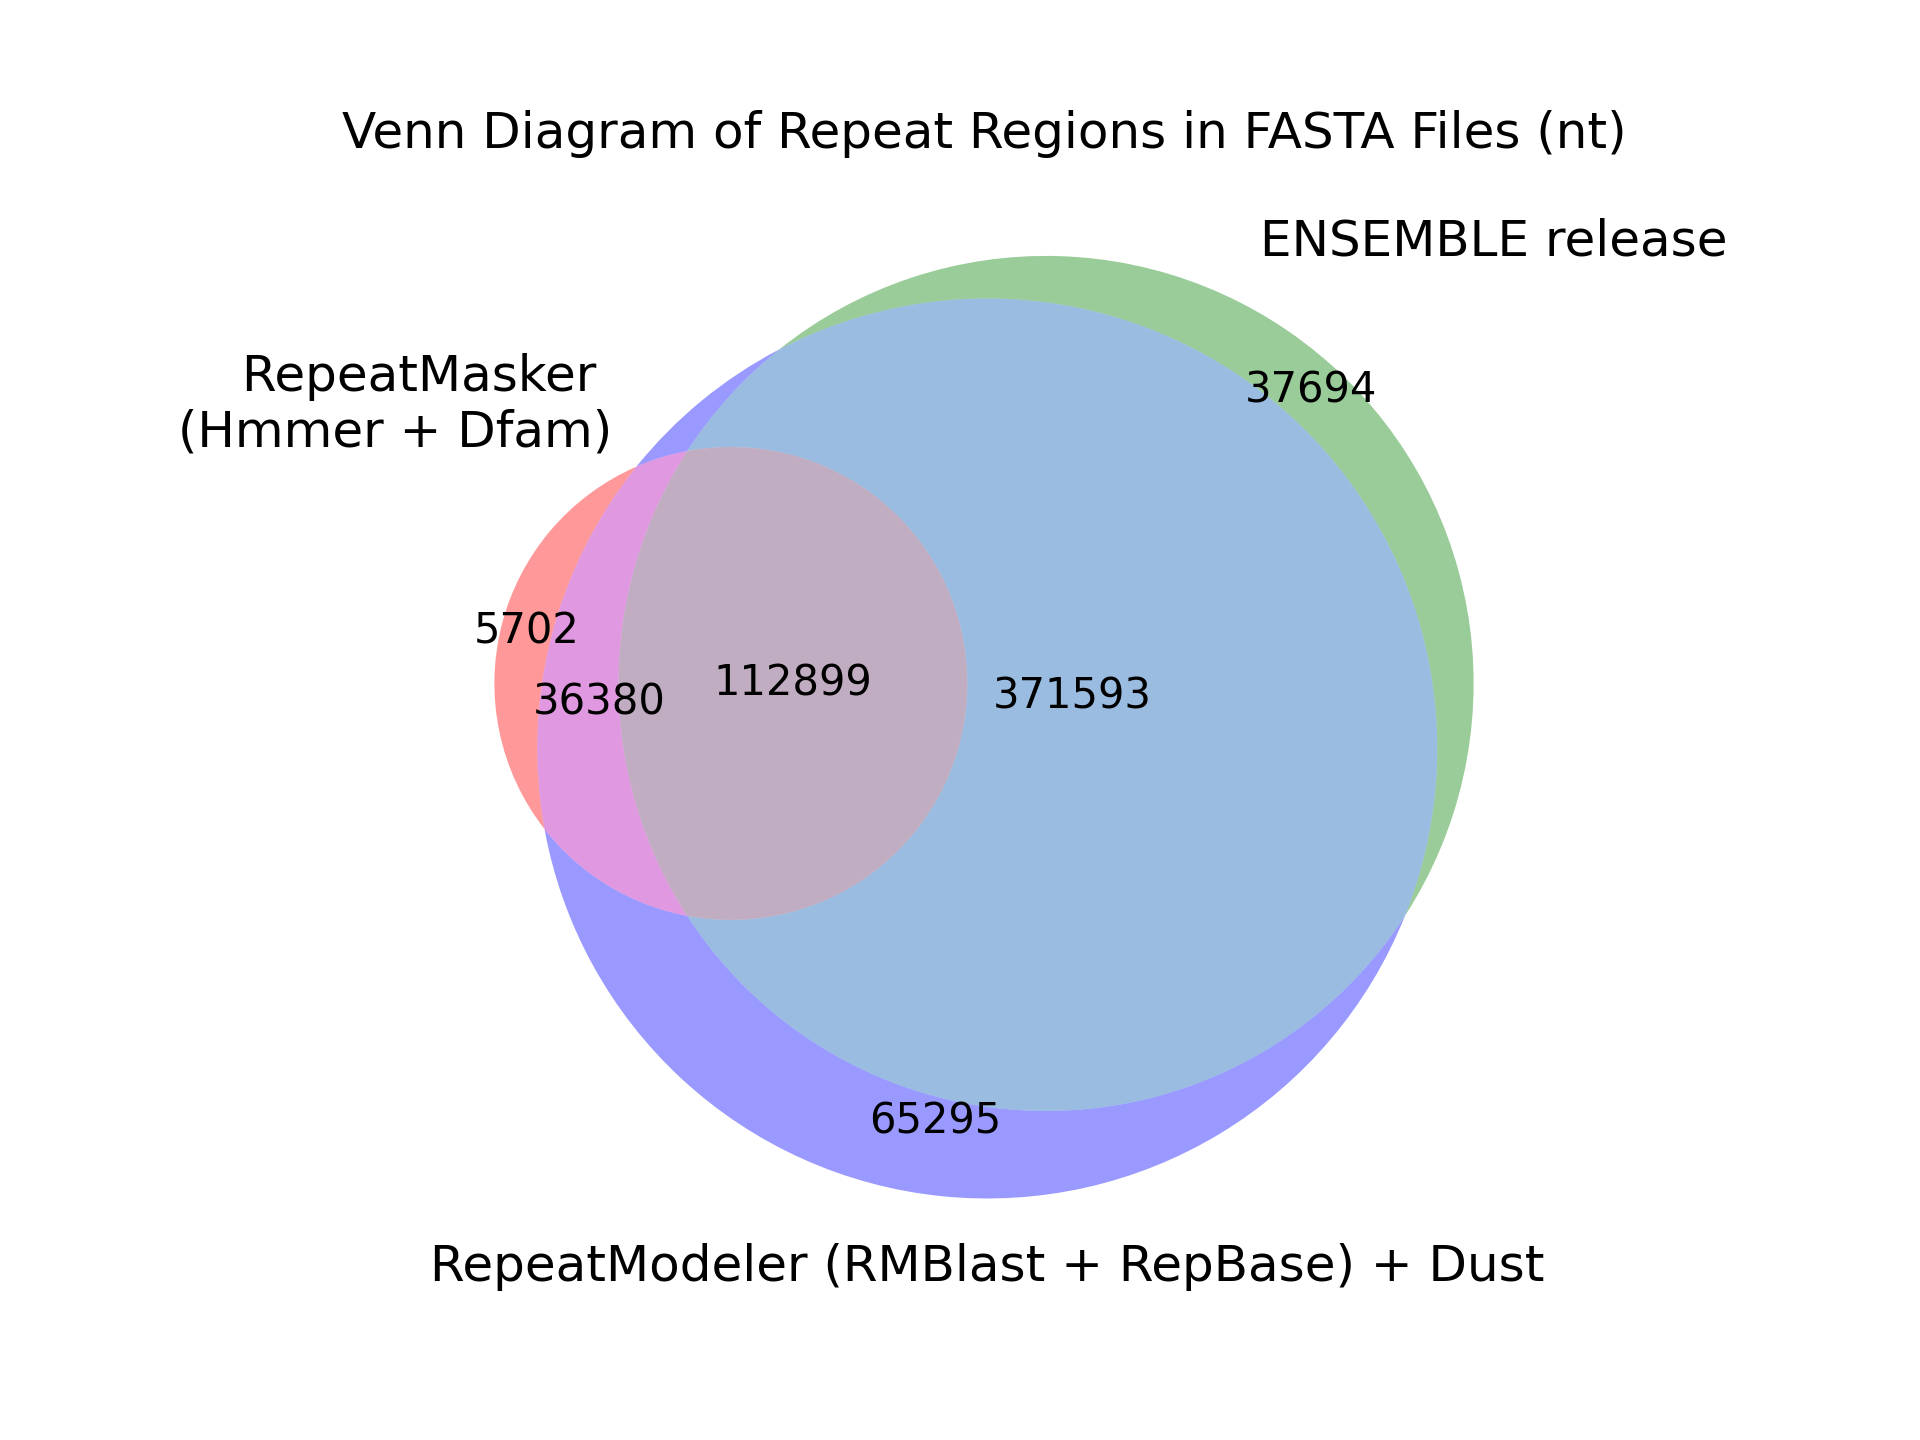 Venn Diagram of Repeat Regions in FASTA Files (nt)
ENSEMBLE release
RepeatMasker
(Hmmer + Dfam)
37694
5702
36380
112899
371593
65295
RepeatModeler (RMBlast + RepBase) + Dust